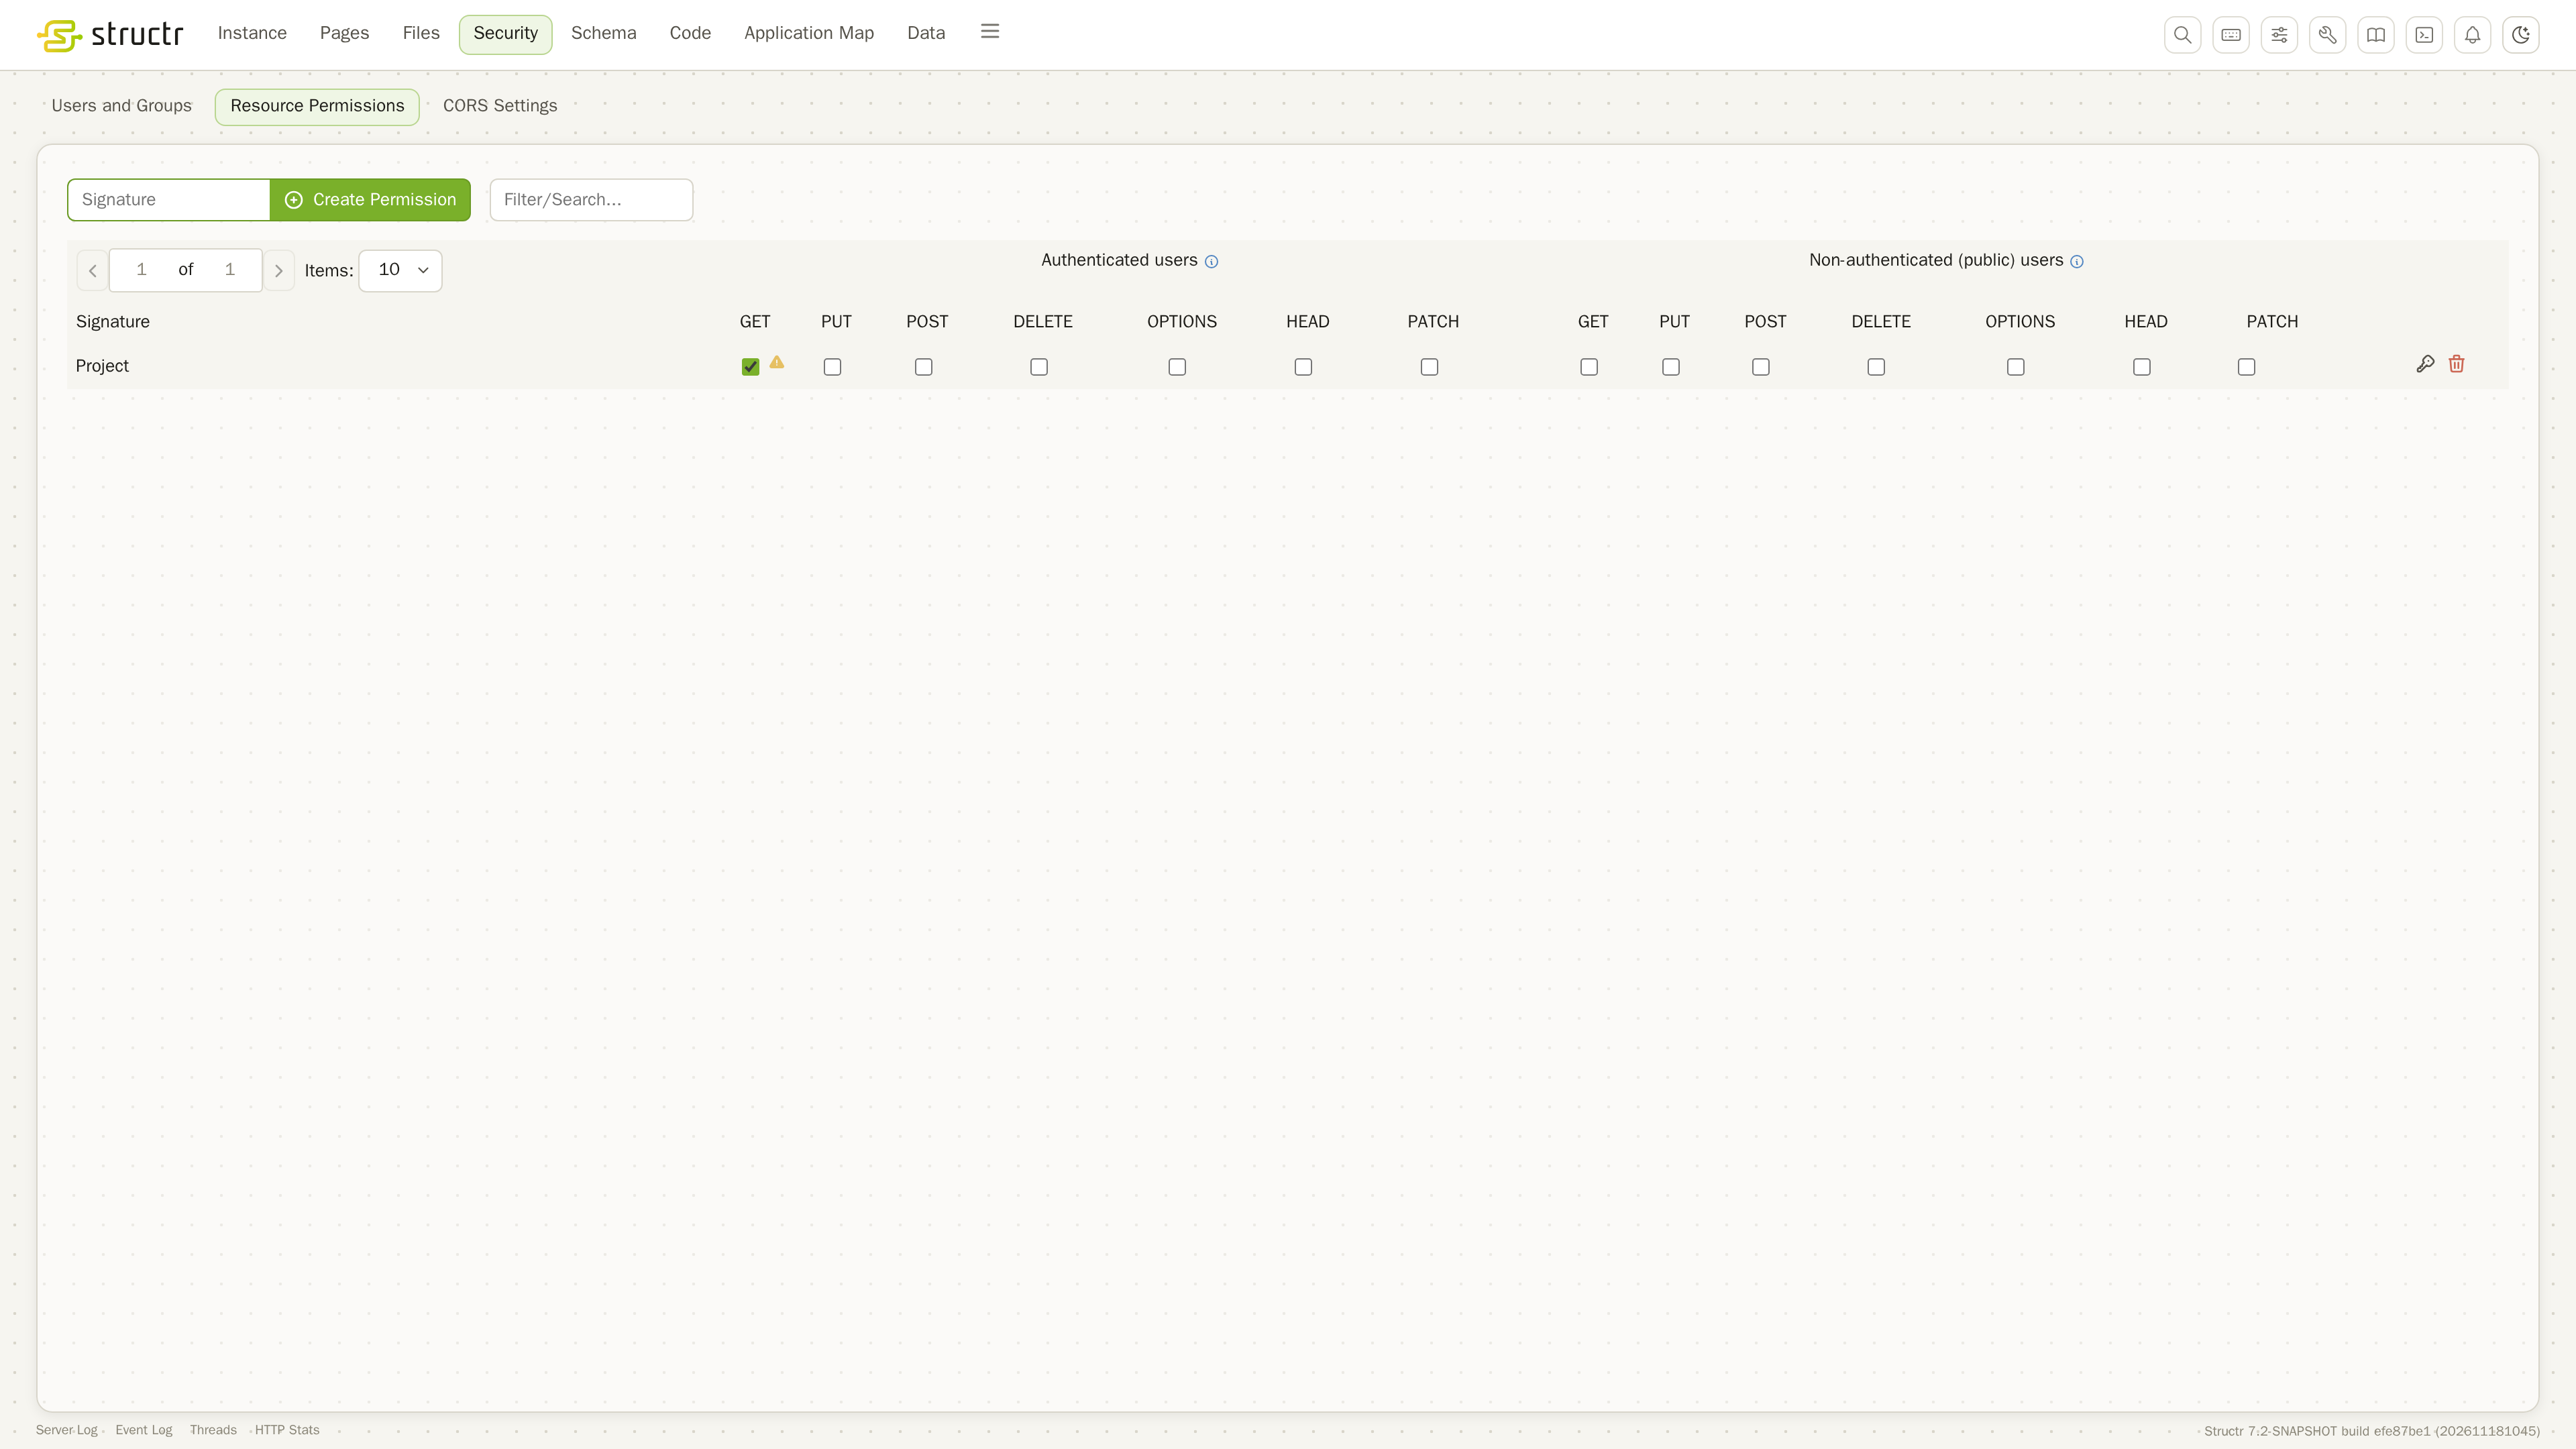 structr Instance Pages Files Security Schema Code Application Map Data
Users and Groups Resource Permissions CORS Settings
Signature Create Permission Filter/Search...
1 of 1 Items: 10 Authenticated users Non-authenticated (public) users
Signature GET PUT POST DELETE OPTIONS HEAD PATCH GET PUT POST DELETE OPTIONS HEAD PATCH
Project
Server Log Event Log Threads HTTP Stats Structr 7.2-SNAPSHOT build efe87be1 (202611181045)